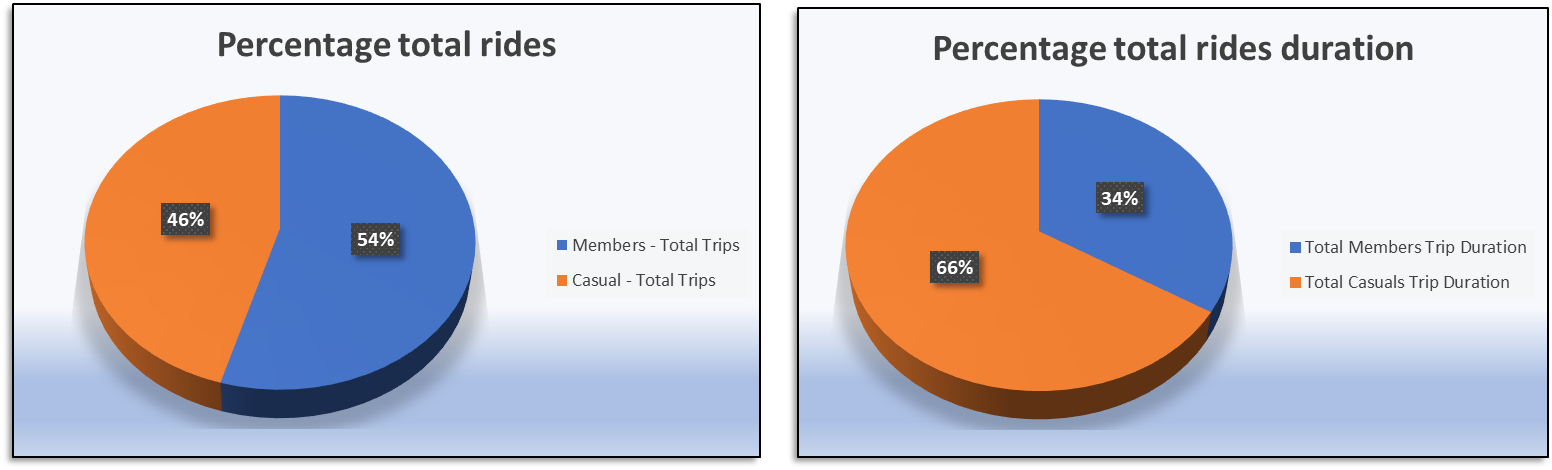 Percentage total rides
46%
54%
Members - Total Trips
Casual - Total Trips
Percentage total rides duration
34%
66%
Total Members Trip Duration
Total Casuals Trip Duration